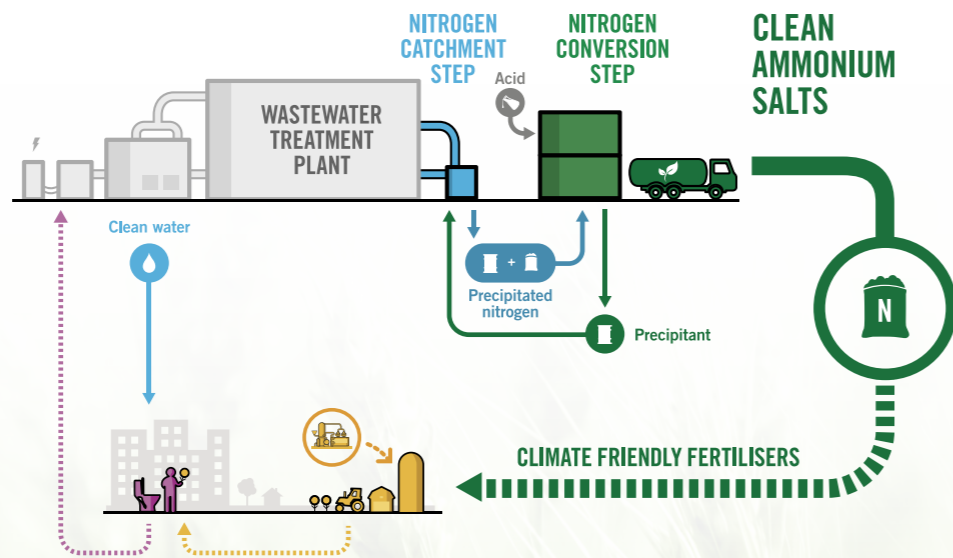 NITROGEN
CATCHMENT
STEP
NITROGEN
CONVERSION
STEP
CLEAN
AMMONIUM
SALTS
Acid
WASTEWATER
TREATMENT
PLANT
Clean water
+
Precipitated
nitrogen
Precipitant
N
CLIMATE FRIENDLY FERTILISERS